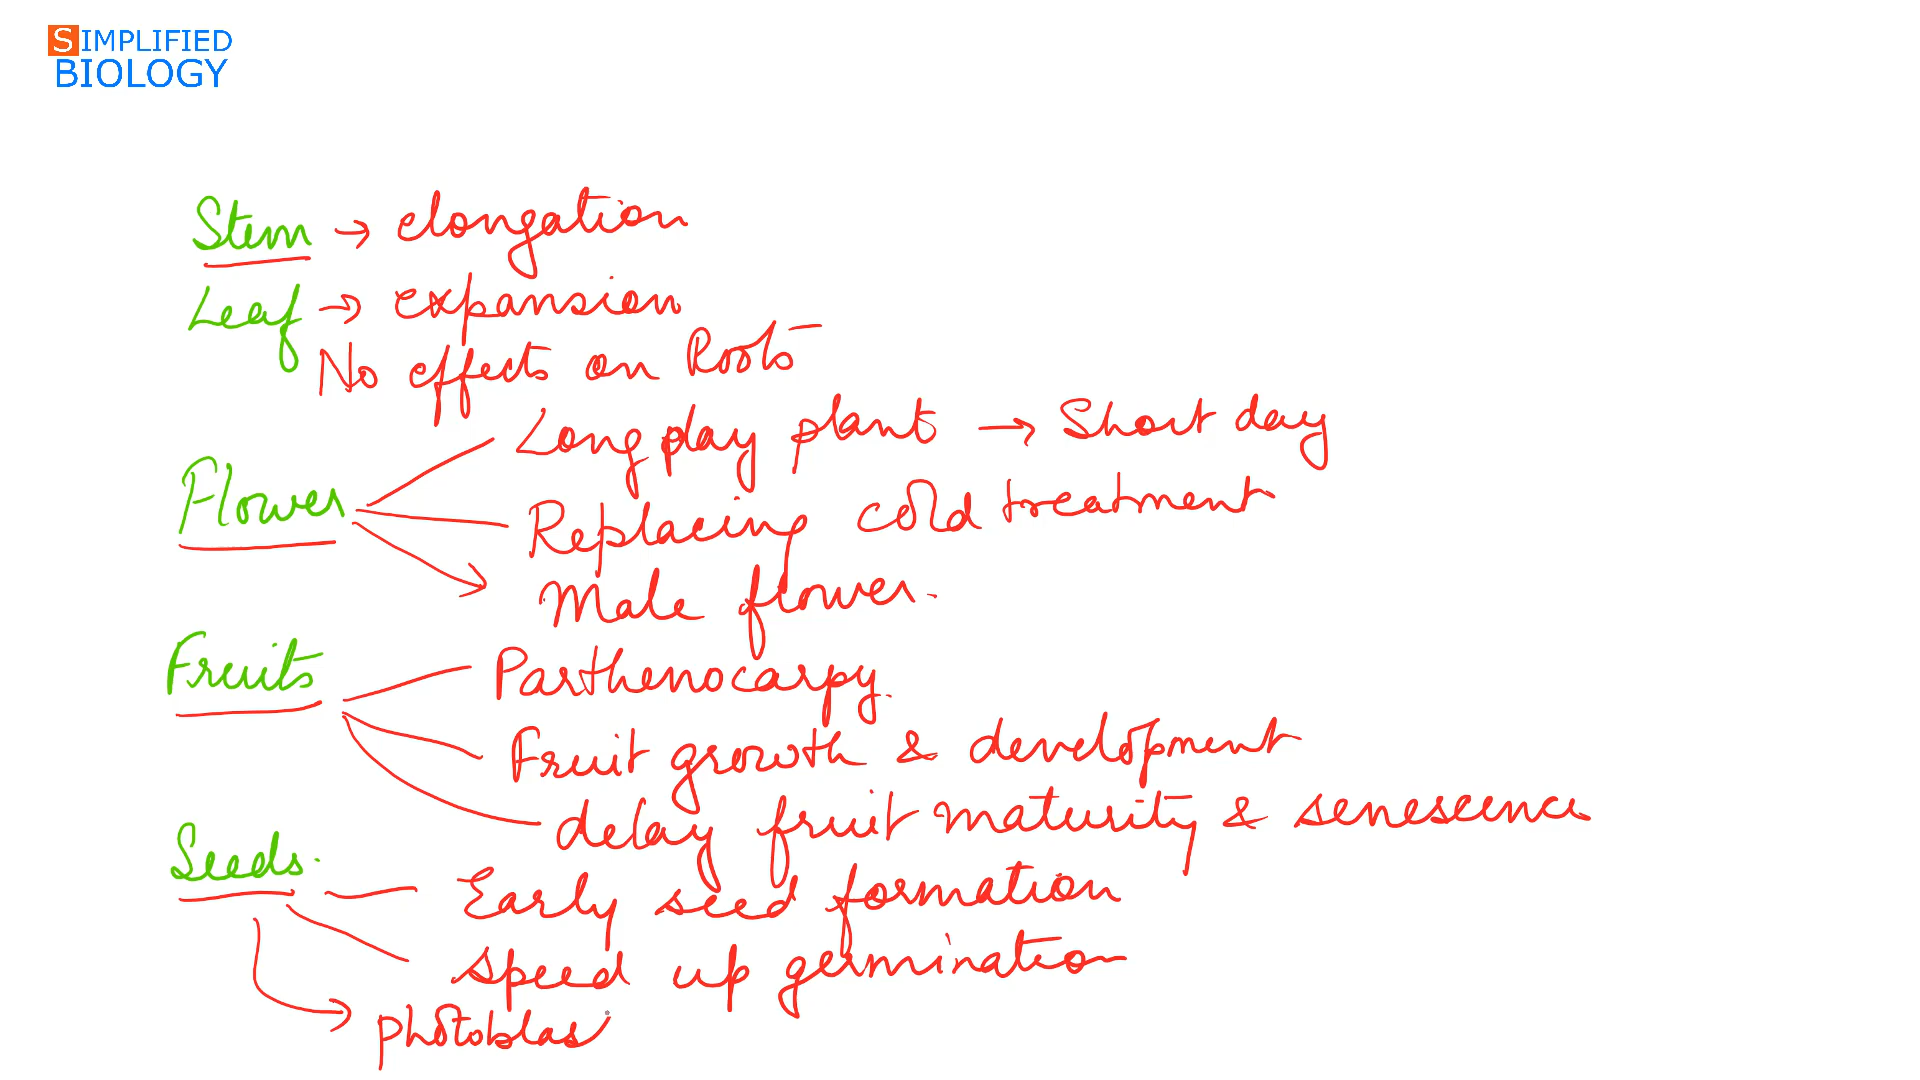 SIMPLIFIED
BIOLOGY
Stem → elongation
Leaf → expansion
No effects on Roots
Flower
Long day plant → Short day
Replacing cold treatment
Male flower.
Fruits
Parthenocarpy.
Fruit growth & development
delay fruit maturity & senescence
Seeds.
Early seed formation
Speed up germination
photoblas